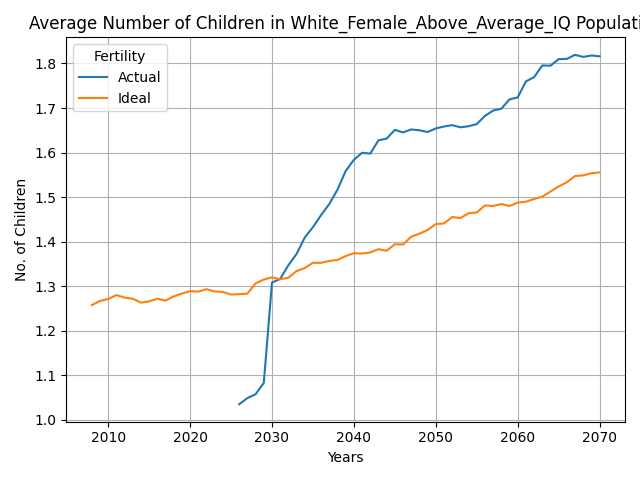 Average Number of Children in White_Female_Above_Average_IQ Populati
Fertility
Actual
Ideal
No. of Children
1.8
1.7
1.6
1.5
1.4
1.3
1.2
1.1
1.0
2010 2020 2030 2040 2050 2060 2070
Years